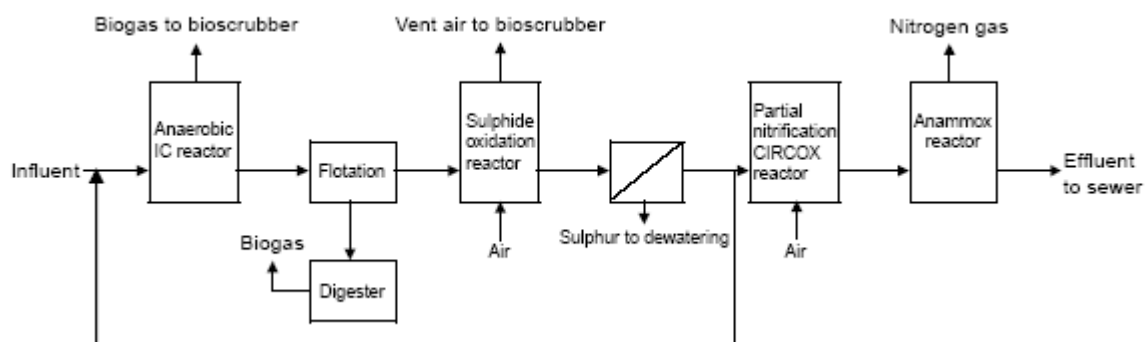 Biogas to bioscrubber
Vent air to bioscrubber
Nitrogen gas
Influent
Anaerobic
IC reactor
Flotation
Sulphide
oxidation
reactor
Partial
nitrification
CIRCOX
reactor
Anammox
reactor
Effluent
to sewer
Biogas
Digester
Air
Sulphur to dewatering
Air